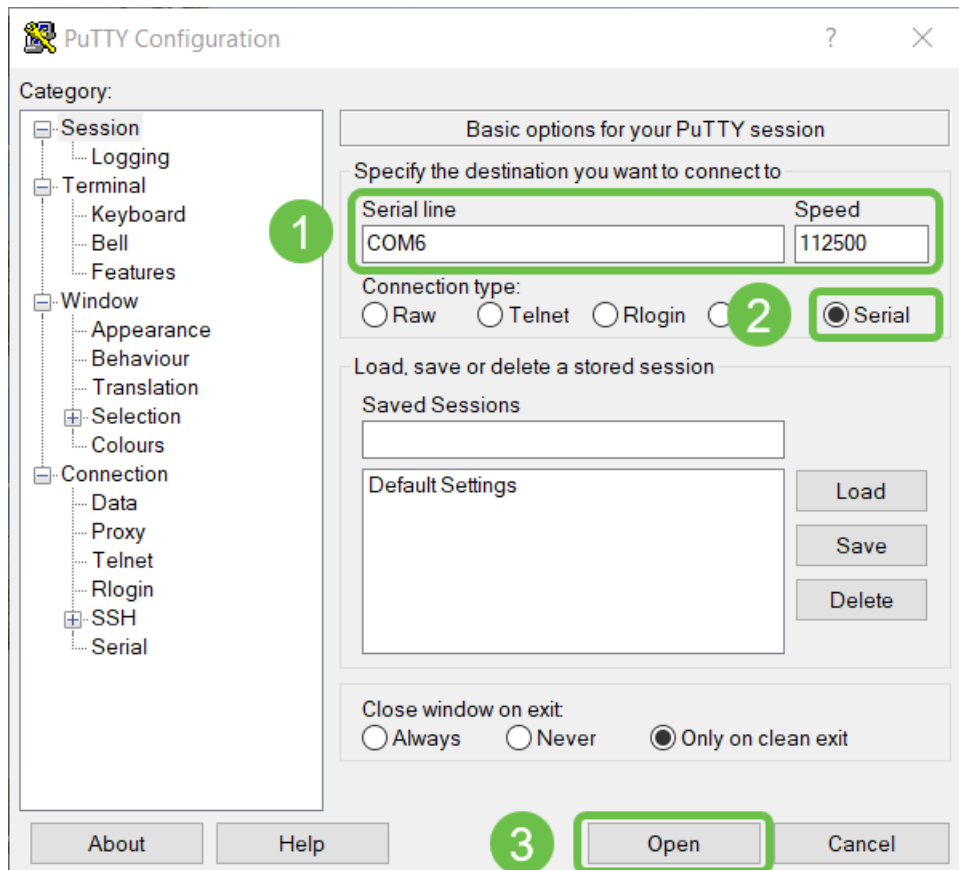 PuTTY Configuration
?
Category:
Session
Logging
Terminal
Keyboard
Bell
Features
Window
Appearance
Behaviour
Translation
Selection
Colours
Connection
Data
Proxy
Telnet
Rlogin
SSH
Serial
Basic options for your PuTTY session
Specify the destination you want to connect to
1
Serial line Speed
COM6 112500
Connection type:
Raw Telnet Rlogin 2 Serial
Load, save or delete a stored session
Saved Sessions
Default Settings
Load
Save
Delete
Close window on exit:
Always Never Only on clean exit
About Help 3 Open Cancel